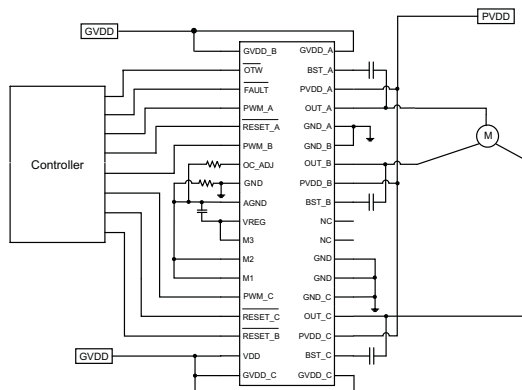 GVDD
PVDD
GVDD_B
GVDD_A
OTW
BST_A
FAULT
PVDD_A
PWM_A
OUT_A
RESET_A
GND_A
PWM_B
GND_B
Controller
OC_ADJ
OUT_B
M
GND
PVDD_B
AGND
BST_B
VREG
NC
M3
NC
M2
GND
M1
GND
PWM_C
GND_C
RESET_C
OUT_C
RESET_B
PVDD_C
GVDD
VDD
BST_C
GVDD_C
GVDD_C